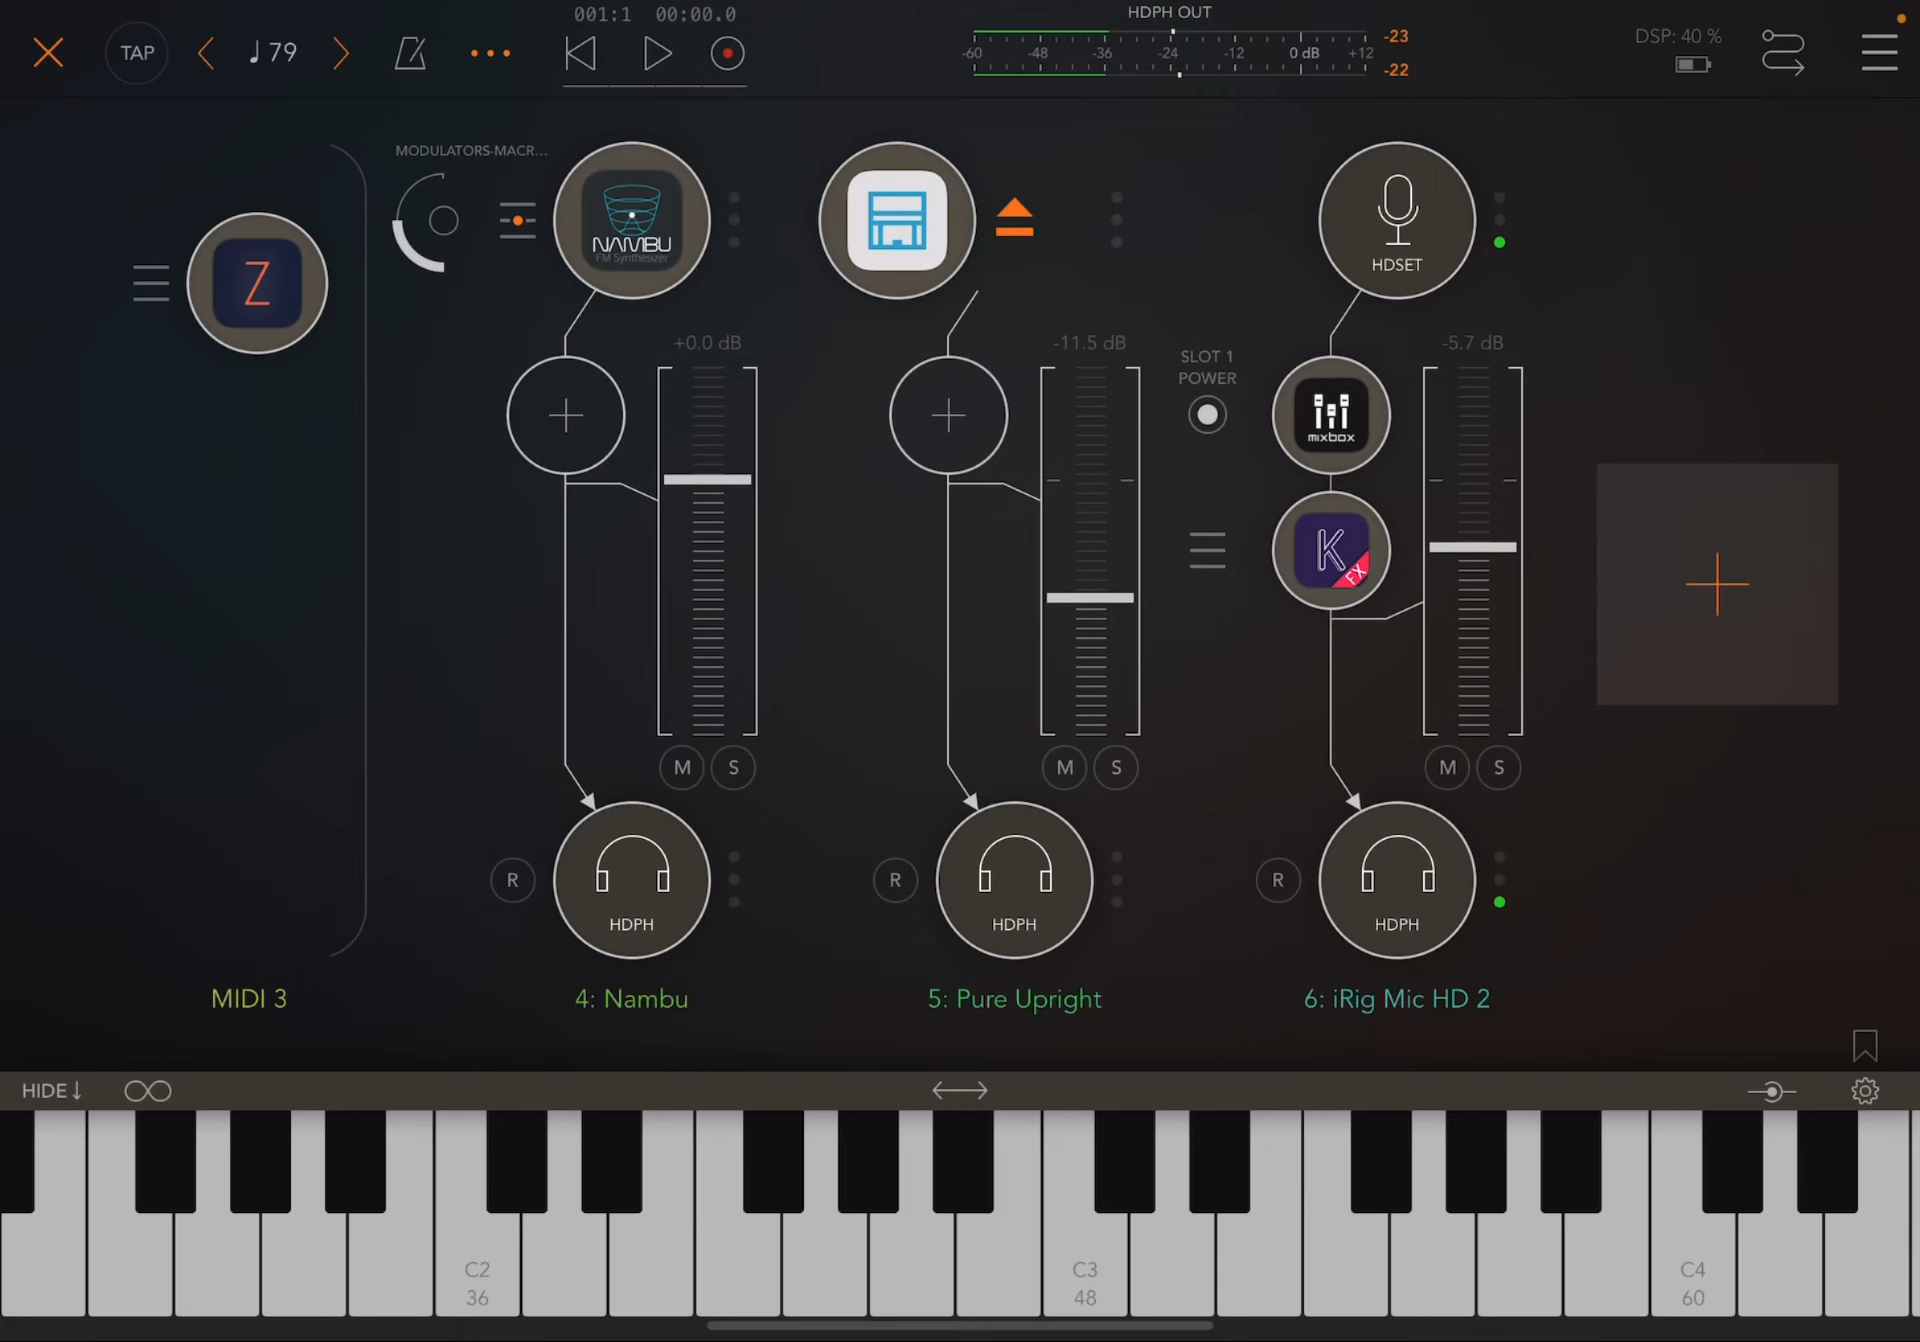 001:1 00:00.0
HDPH OUT
TAP
♩79
-60 -48 -36 -24 -12 0 dB +12
-23
-22
DSP: 40 %
MODULATORS-MACR...
NAMBU
FM Synthesizer
Z
HDSET
+0.0 dB
-11.5 dB
-5.7 dB
SLOT 1
POWER
mixbox
K
FX
M S
M S
M S
R HDPH
R HDPH
R HDPH
MIDI 3
4: Nambu
5: Pure Upright
6: iRig Mic HD 2
HIDE↓
C2
36
C3
48
C4
60